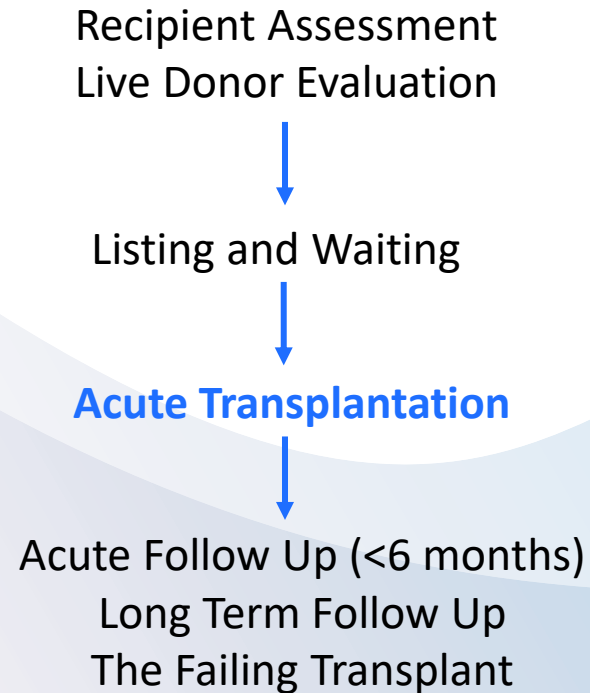 Recipient Assessment
Live Donor Evaluation
Listing and Waiting
Acute Transplantation
Acute Follow Up (<6 months)
Long Term Follow Up
The Failing Transplant